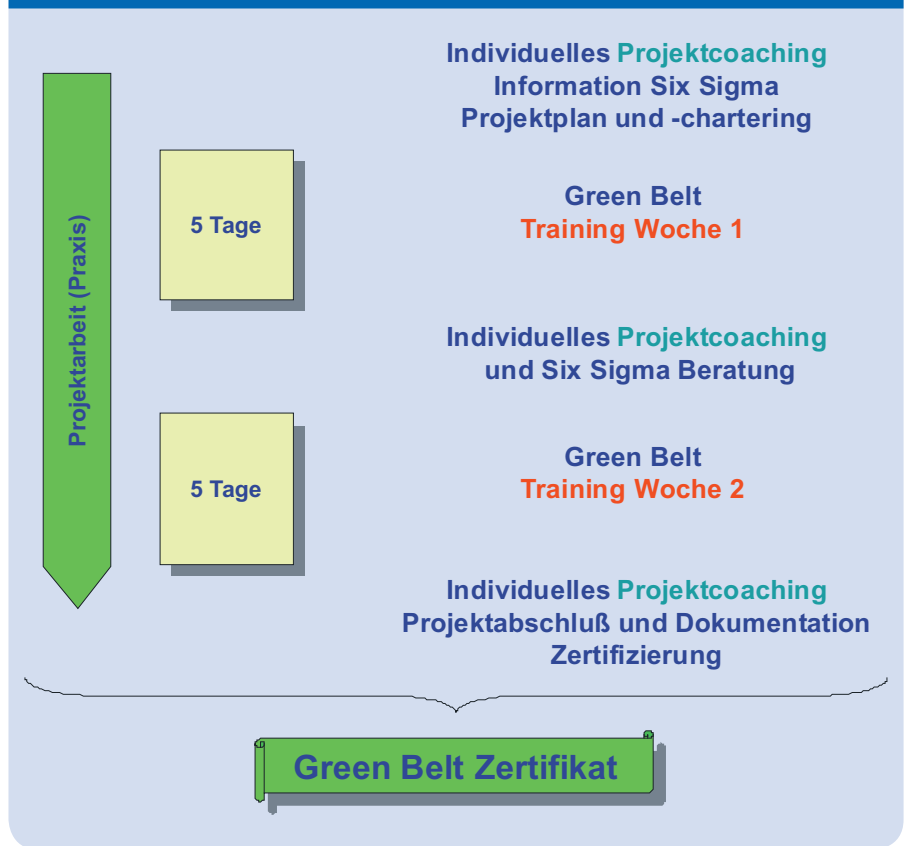 Individuelles Projektcoaching
Information Six Sigma
Projektplan und -chartering
Projektarbeit (Praxis)
5 Tage
Green Belt
Training Woche 1
Individuelles Projektcoaching
und Six Sigma Beratung
5 Tage
Green Belt
Training Woche 2
Individuelles Projektcoaching
Projektabschluß und Dokumentation
Zertifizierung
Green Belt Zertifikat